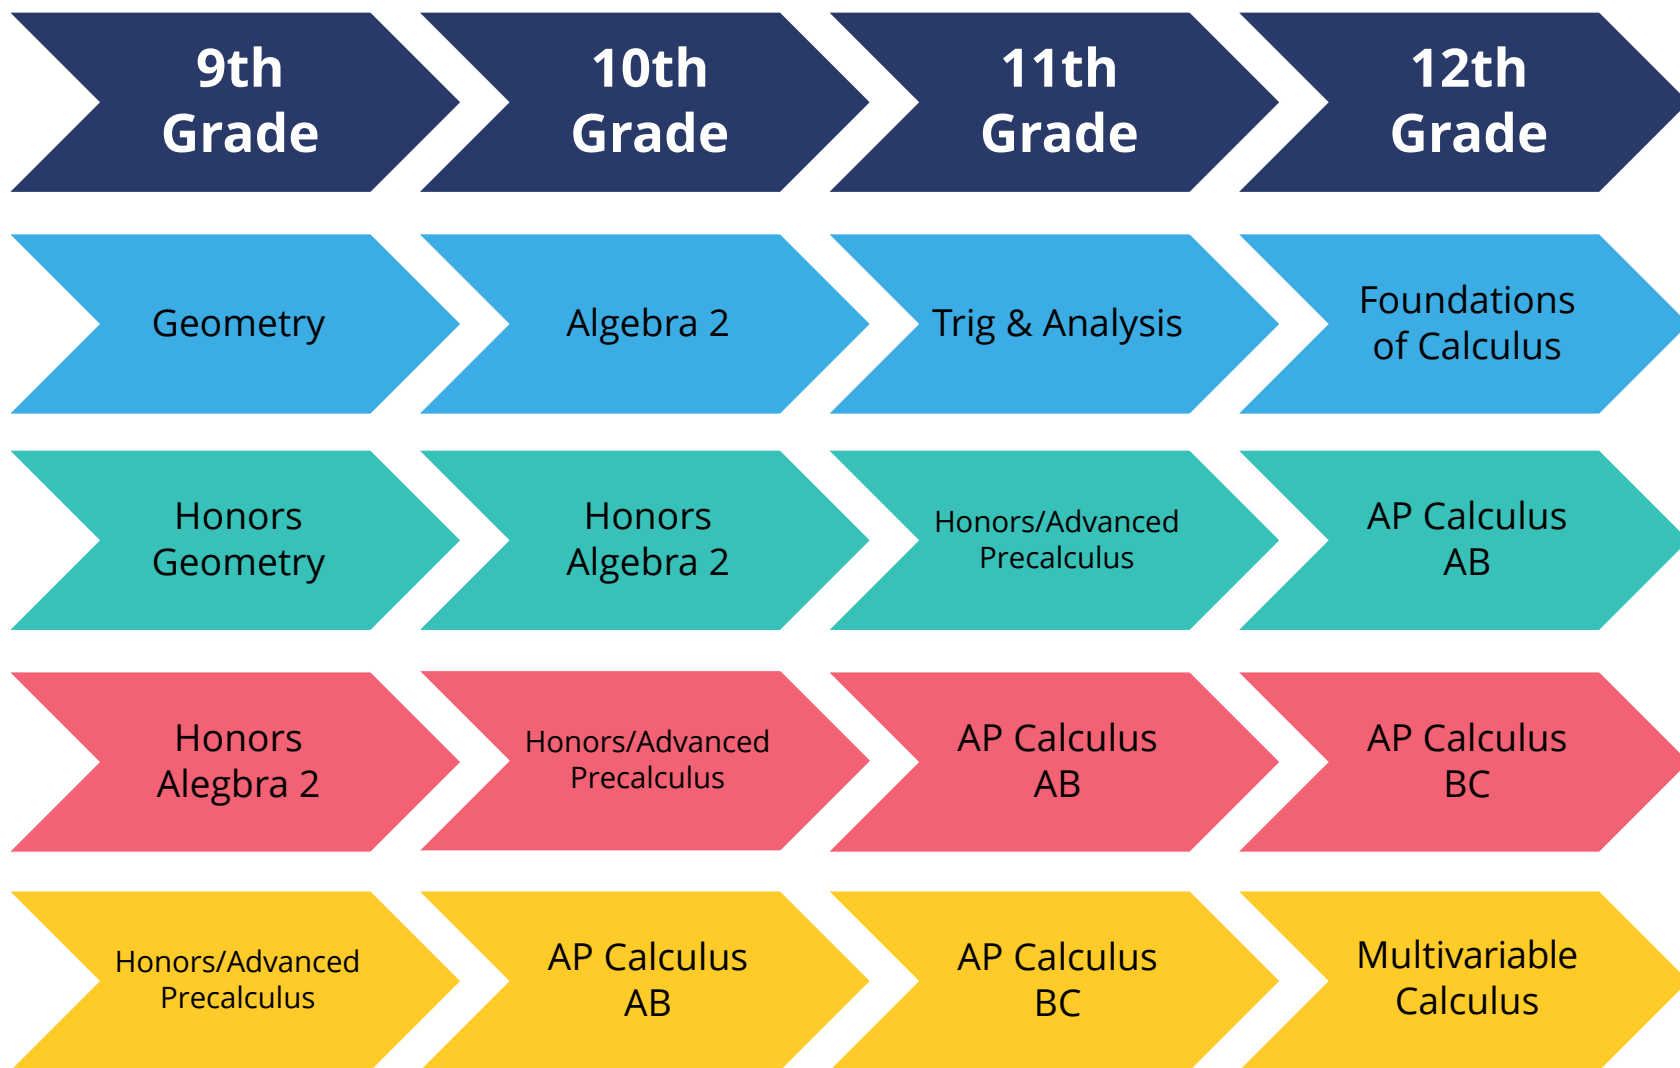 9th
Grade
10th
Grade
11th
Grade
12th
Grade
Geometry
Algebra 2
Trig & Analysis
Foundations
of Calculus
Honors
Geometry
Honors
Algebra 2
Honors/Advanced
Precalculus
AP Calculus
AB
Honors
Alegbra 2
Honors/Advanced
Precalculus
AP Calculus
AB
AP Calculus
BC
Honors/Advanced
Precalculus
AP Calculus
AB
AP Calculus
BC
Multivariable
Calculus